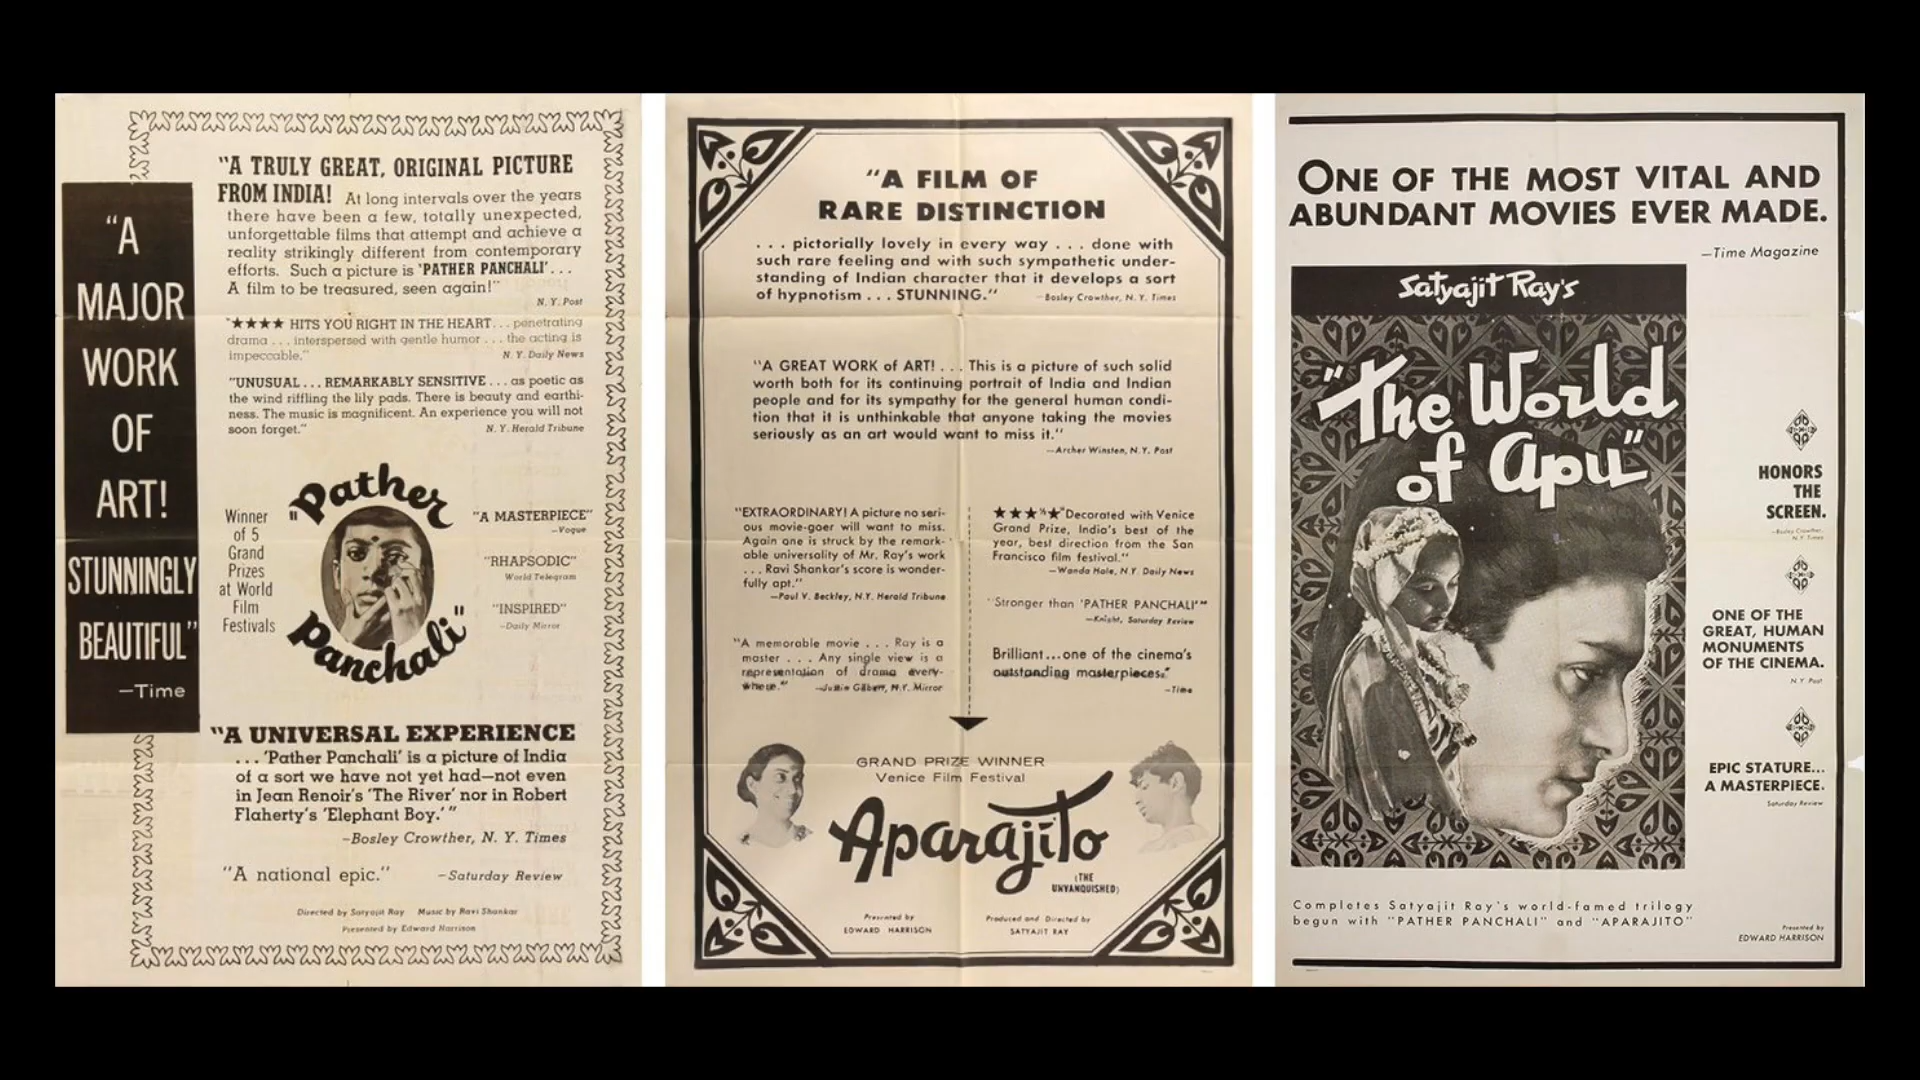 "A
MAJOR
WORK
OF
ART!
STUNNINGLY
BEAUTIFUL"
—Time
"A TRULY GREAT, ORIGINAL PICTURE
FROM INDIA! At long intervals over the years
there have been a few, totally unexpected,
unforgettable films that attempt and achieve a
reality strikingly different from contemporary
efforts. Such a picture is 'PATHER PANCHALI'...
A film to be treasured, seen again!"
N. Y. Post
"★★★★ HITS YOU RIGHT IN THE HEART... penetrating
drama ... interspersed with gentle humor ... the acting is
impeccable."
N. Y. Daily News
"UNUSUAL... REMARKABLY SENSITIVE... as poetic as
the wind riffling the lily pads. There is beauty and earthi-
ness. The music is magnificent. An experience you will not
soon forget."
N. Y. Herald Tribune
Winner
of 5
Grand
Prizes
at World
Film
Festivals
"Pather
Panchali"
"A MASTERPIECE"
—Vogue
"RHAPSODIC"
World Telegram
"INSPIRED"
—Daily Mirror
"A UNIVERSAL EXPERIENCE
... 'Pather Panchali' is a picture of India
of a sort we have not yet had—not even
in Jean Renoir's 'The River' nor in Robert
Flaherty's 'Elephant Boy.'"
—Bosley Crowther, N. Y. Times
"A national epic." —Saturday Review
Directed by Satyajit Ray Music by Ravi Shankar
Presented by Edward Harrison
"A FILM OF
RARE DISTINCTION
... pictorially lovely in every way ... done with
such rare feeling and with such sympathetic under-
standing of Indian character that it develops a sort
of hypnotism ... STUNNING." —Bosley Crowther, N. Y. Times
"A GREAT WORK of ART! ... This is a picture of such solid
worth both for its continuing portrait of India and Indian
people and for its sympathy for the general human condi-
tion that it is unthinkable that anyone taking the movies
seriously as an art would want to miss it."
—Archer Winsten, N.Y. Post
"EXTRAORDINARY! A picture no seri-
ous movie-goer will want to miss.
Again one is struck by the remark-
able universality of Mr. Ray's work
... Ravi Shankar's score is wonder-
fully apt."
—Paul V. Beckley, N.Y. Herald Tribune
"A memorable movie ... Ray is a
master ... Any single view is a
representation of drama every-
where." —Justin Gilbert, N.Y. Mirror
★★★½★"Decorated with Venice
Grand Prize, India's best of the
year, best direction from the San
Francisco film festival."
—Wanda Hale, N.Y. Daily News
"Stronger than 'PATHER PANCHALI'"
—Knight, Saturday Review
Brilliant...one of the cinema's
outstanding masterpieces."
—Time
GRAND PRIZE WINNER
Venice Film Festival
Aparajito
(THE
UNVANQUISHED)
Presented by
EDWARD HARRISON
Produced and Directed by
SATYAJIT RAY
ONE OF THE MOST VITAL AND
ABUNDANT MOVIES EVER MADE.
—Time Magazine
Satyajit Ray's
"The World
of Apu"
HONORS
THE
SCREEN.
—Bosley Crowther,
N.Y. Times
ONE OF THE
GREAT, HUMAN
MONUMENTS
OF THE CINEMA.
N.Y. Post
EPIC STATURE...
A MASTERPIECE.
Saturday Review
Completes Satyajit Ray's world-famed trilogy
begun with "PATHER PANCHALI" and "APARAJITO"
Presented by
EDWARD HARRISON